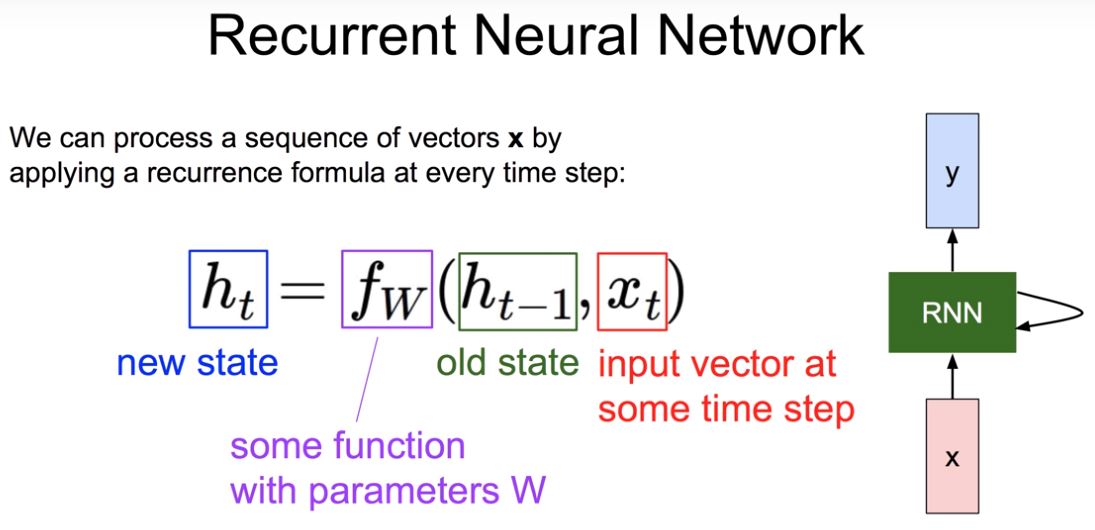 Recurrent Neural Network
We can process a sequence of vectors x by
applying a recurrence formula at every time step:
h_t = f_W(h_{t-1}, x_t)
new state
old state
input vector at
some time step
some function
with parameters W
y
RNN
x